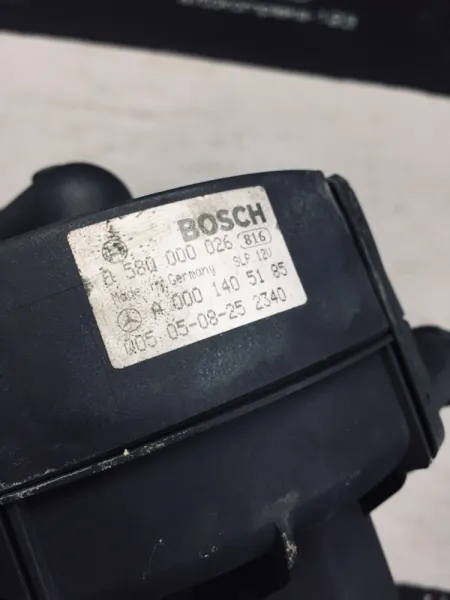 BOSCH
0 580 000 026 816
Made in Germany SLP 12V
A 000 140 51 85
Q05 05-08-25 2340